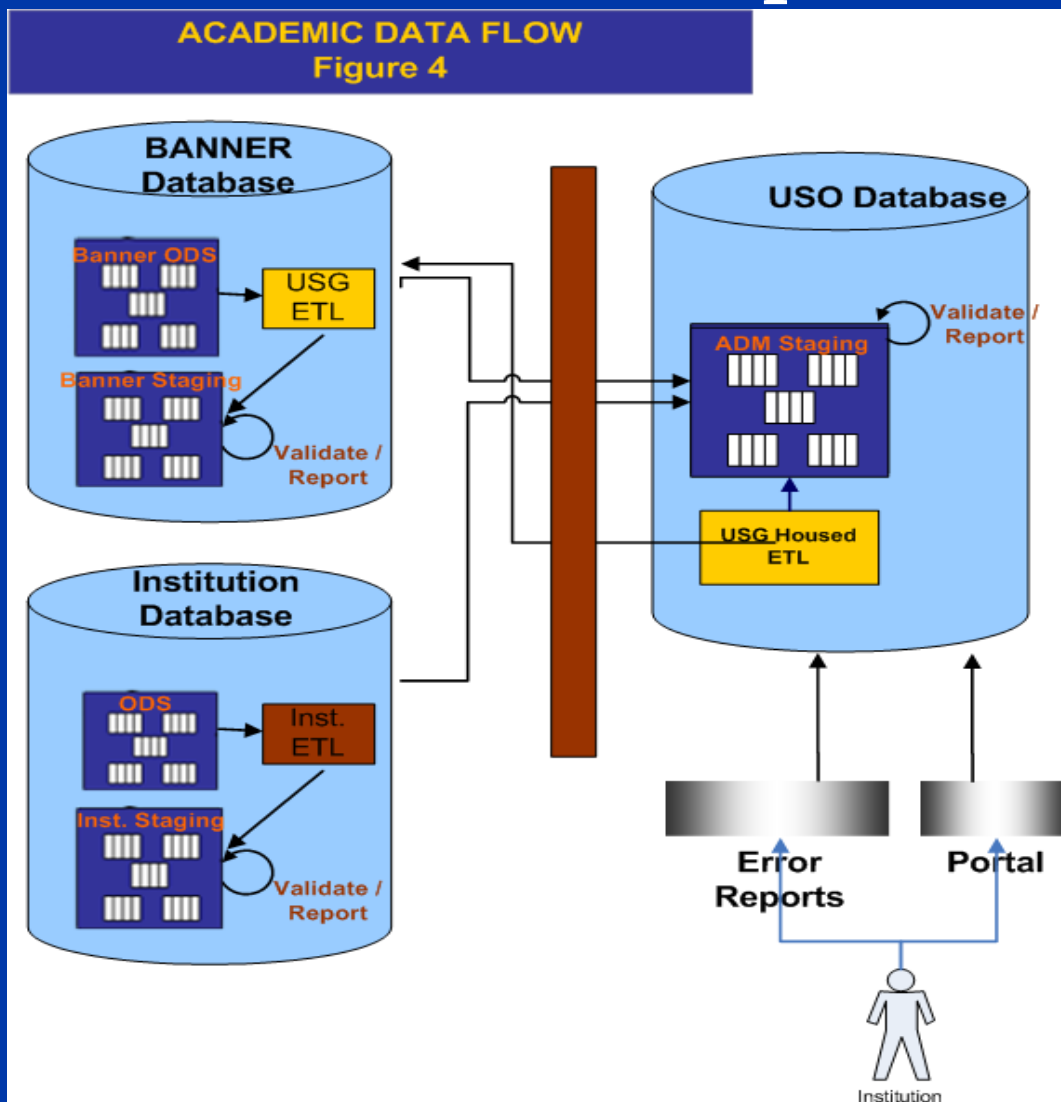 ACADEMIC DATA FLOW
Figure 4
BANNER
Database
Banner ODS
USG
ETL
Banner Staging
Validate /
Report
Institution
Database
ODS
Inst.
ETL
Inst. Staging
Validate /
Report
USO Database
ADM Staging
Validate /
Report
USG Housed
ETL
Error
Reports
Portal
Institution